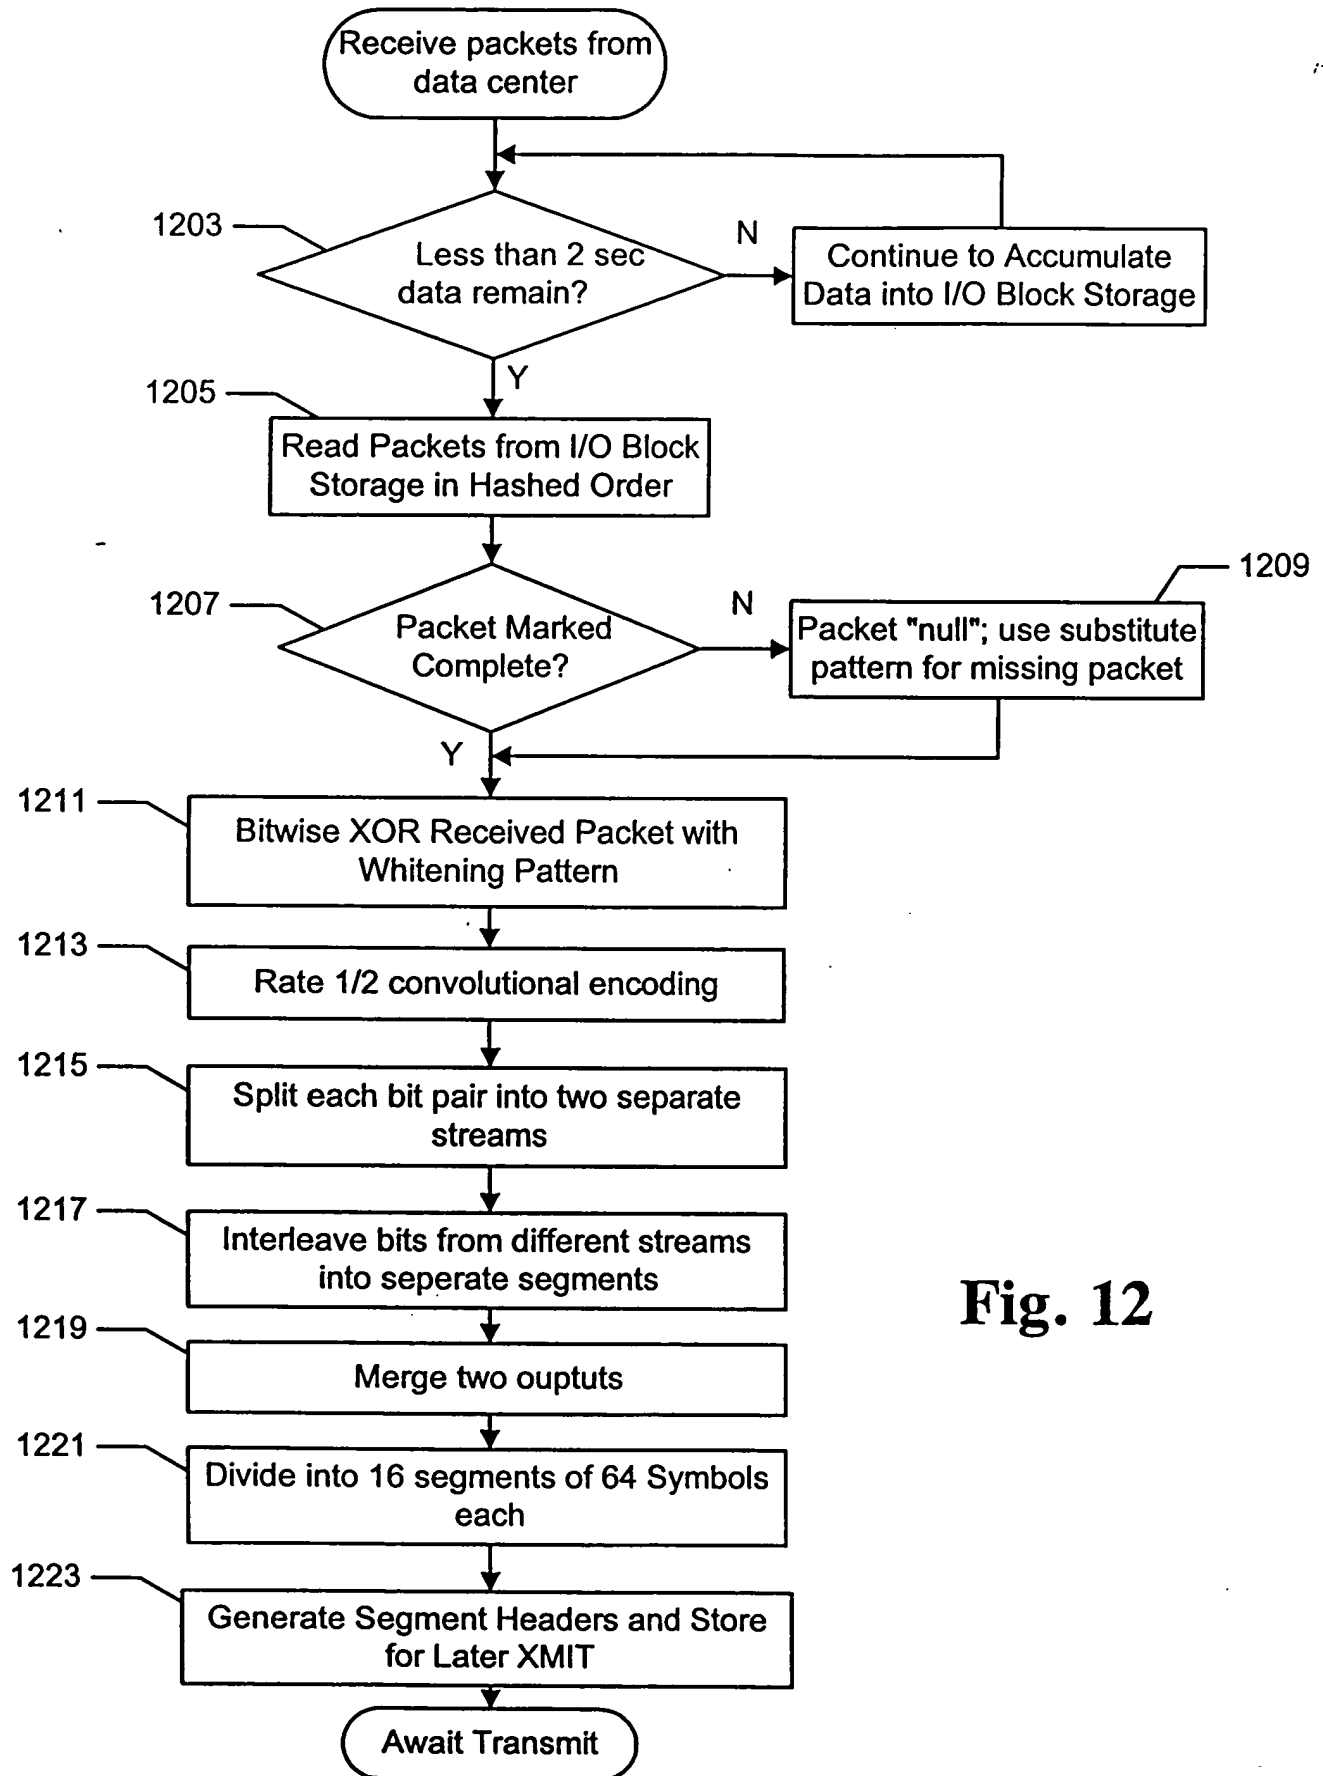 Receive packets from
data center
1203
Less than 2 sec
data remain?
N
Continue to Accumulate
Data into I/O Block Storage
Y
1205
Read Packets from I/O Block
Storage in Hashed Order
1207
Packet Marked
Complete?
N
1209
Packet "null"; use substitute
pattern for missing packet
Y
1211
Bitwise XOR Received Packet with
Whitening Pattern
1213
Rate 1/2 convolutional encoding
1215
Split each bit pair into two separate
streams
1217
Interleave bits from different streams
into seperate segments
1219
Merge two ouptuts
1221
Divide into 16 segments of 64 Symbols
each
1223
Generate Segment Headers and Store
for Later XMIT
Await Transmit
Fig. 12